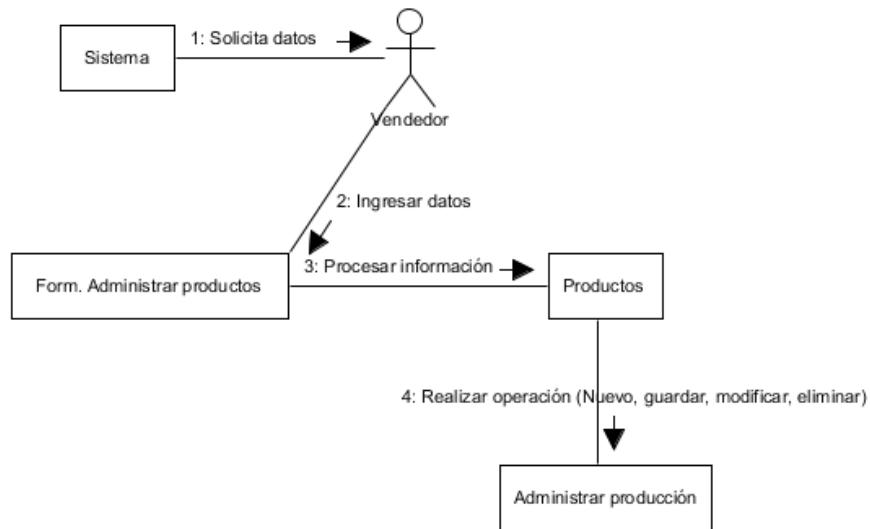 1: Solicita datos
Sistema
Vendedor
2: Ingresar datos
3: Procesar información
Form. Administrar productos
Productos
4: Realizar operación (Nuevo, guardar, modificar, eliminar)
Administrar producción